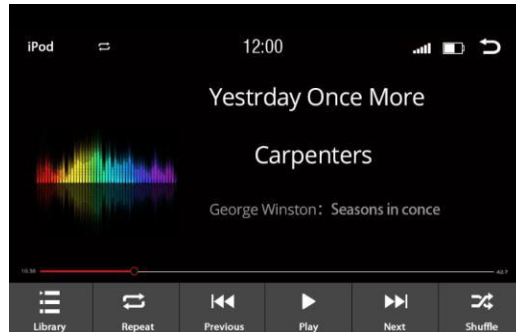 iPod 12:00
Yestrday Once More
Carpenters
George Winston: Seasons in conce
Library Repeat Previous Play Next Shuffle